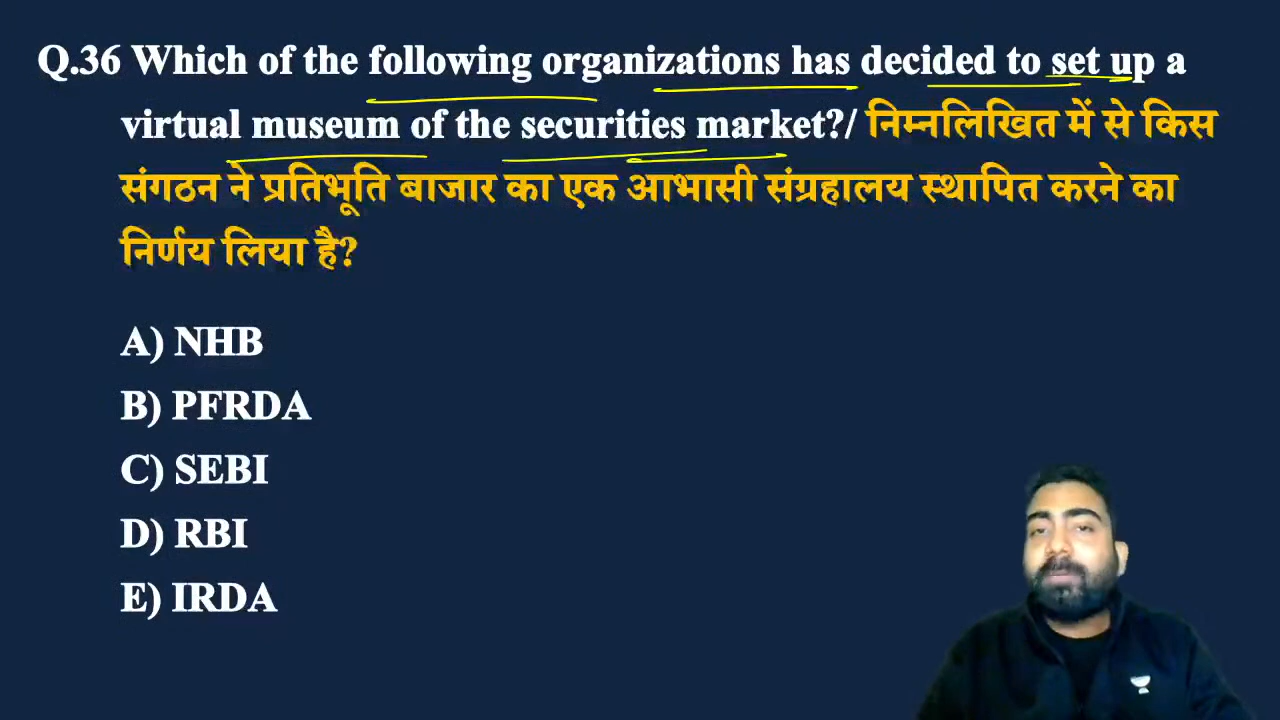 Q.36 Which of the following organizations has decided to set up a
virtual museum of the securities market?/ निम्नलिखित में से किस
संगठन ने प्रतिभूति बाजार का एक आभासी संग्रहालय स्थापित करने का
निर्णय लिया है?
A) NHB
B) PFRDA
C) SEBI
D) RBI
E) IRDA